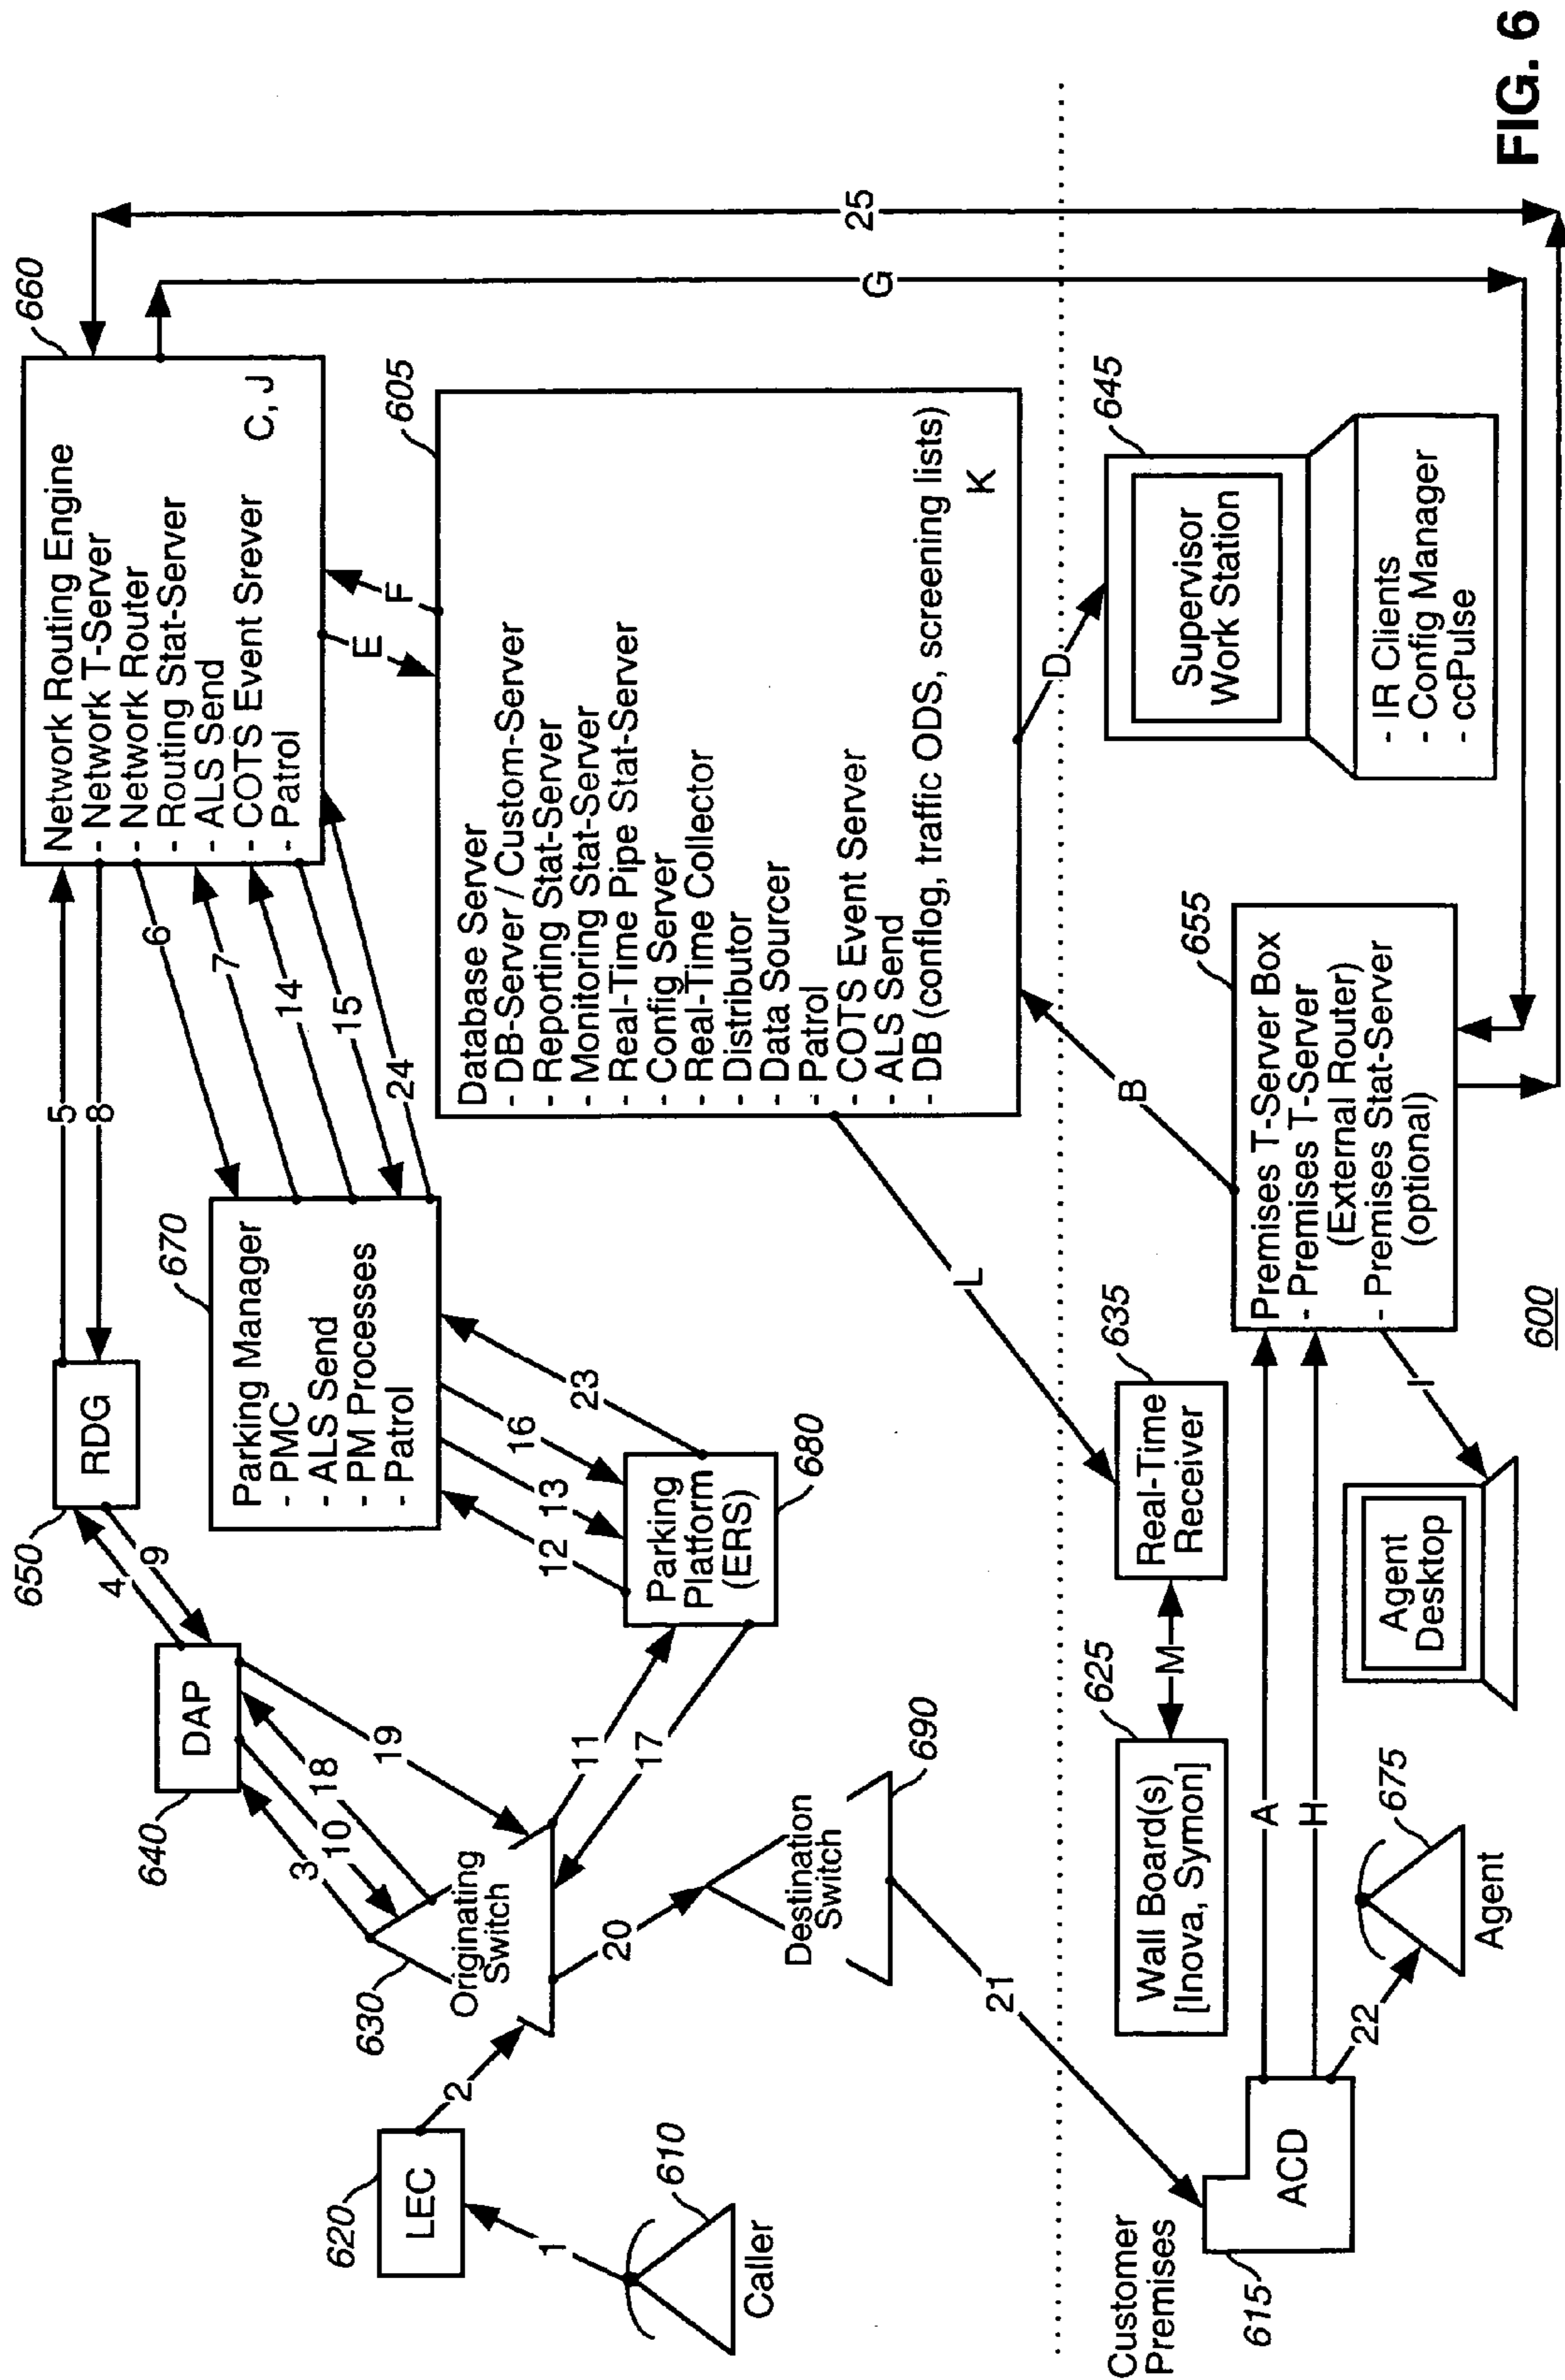 660
Network Routing Engine
- Network T-Server
- Network Router
- Routing Stat-Server
- ALS Send
- COTS Event Srever
- Patrol
C, J
5
8
RDG
650
4
9
DAP
640
6
7
14
15
24
670
Parking Manager
- PMC
- ALS Send
- PM Processes
- Patrol
E
F
25
G
605
Database Server
- DB-Server / Custom-Server
- Reporting Stat-Server
- Monitoring Stat-Server
- Real-Time Pipe Stat-Server
- Config Server
- Real-Time Collector
- Distributor
- Data Sourcer
- Patrol
- COTS Event Server
- ALS Send
- DB (conflog, traffic ODS, screening lists)
K
3
10
18
19
Originating
Switch
630
12
13
16
23
Parking
Platform
(ERS)
680
11
17
2
LEC
620
1
610
Caller
20
Destination
Switch
690
21
L
B
D
Customer
Premises
625
Wall Board(s)
[Inova, Symon]
M
635
Real-Time
Receiver
645
Supervisor
Work Station
- IR Clients
- Config Manager
- ccPulse
655
Premises T-Server Box
- Premises T-Server
(External Router)
- Premises Stat-Server
(optional)
A
H
I
ACD
615
22
675
Agent
Agent
Desktop
600
FIG. 6